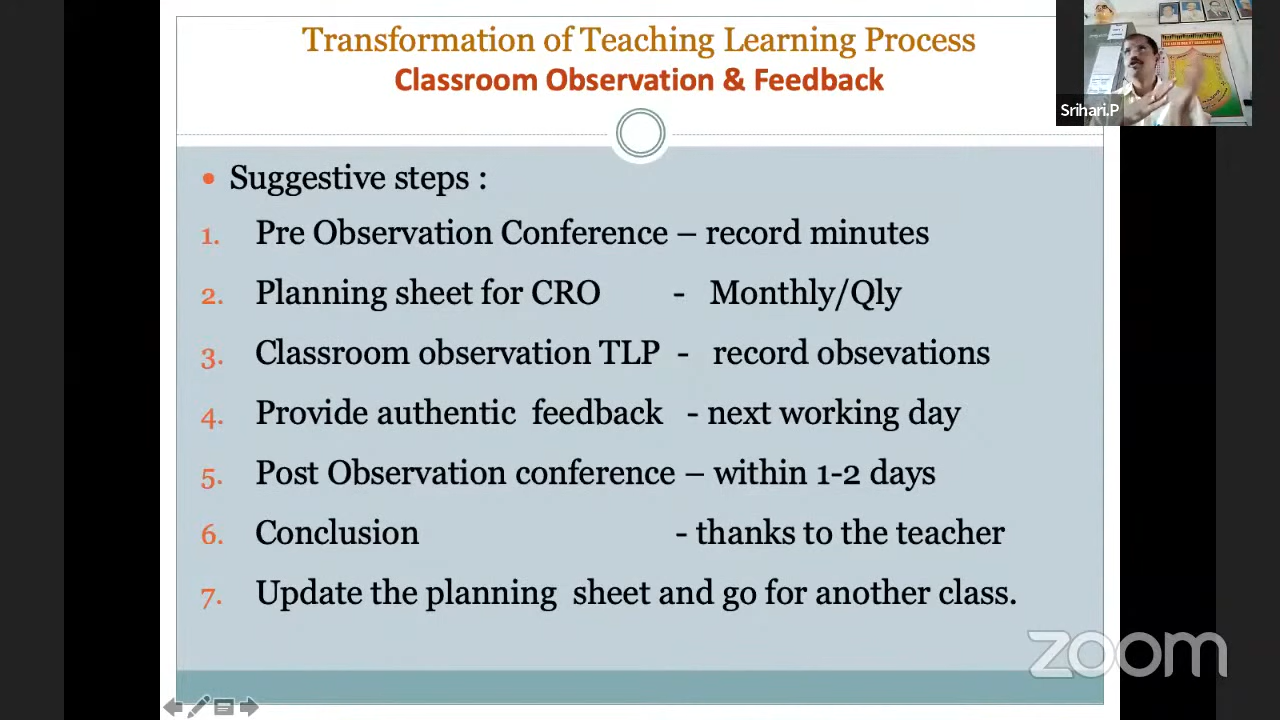 Transformation of Teaching Learning Process
Classroom Observation & Feedback
Srihari.P
• Suggestive steps :
1. Pre Observation Conference – record minutes
2. Planning sheet for CRO - Monthly/Qly
3. Classroom observation TLP - record obsevations
4. Provide authentic feedback - next working day
5. Post Observation conference – within 1-2 days
6. Conclusion - thanks to the teacher
7. Update the planning sheet and go for another class.
zoom